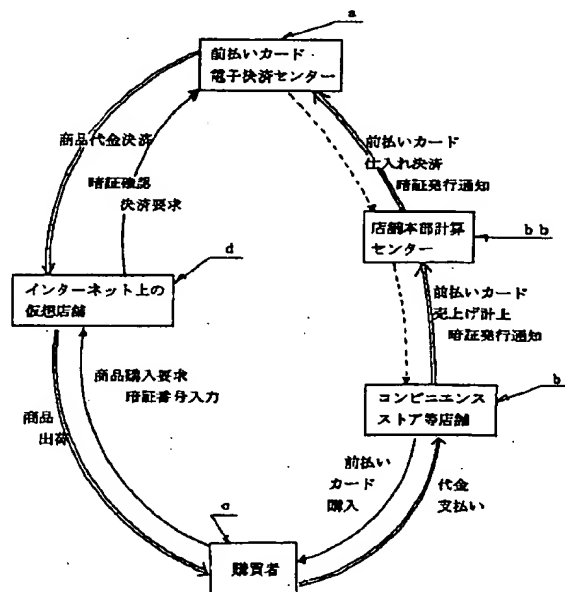 a
前払いカード
電子決済センター
商品代金決済
暗証確認
決済要求
前払いカード
仕入れ決済
暗証発行通知
店舗本部計算
センター
b b
d
インターネット上の
仮想店舗
前払いカード
売上げ計上
暗証発行通知
商品購入要求
暗証番号入力
b
コンビニエンス
ストア等店舗
商品
出荷
前払い
カード
購入
代金
支払い
c
購買者